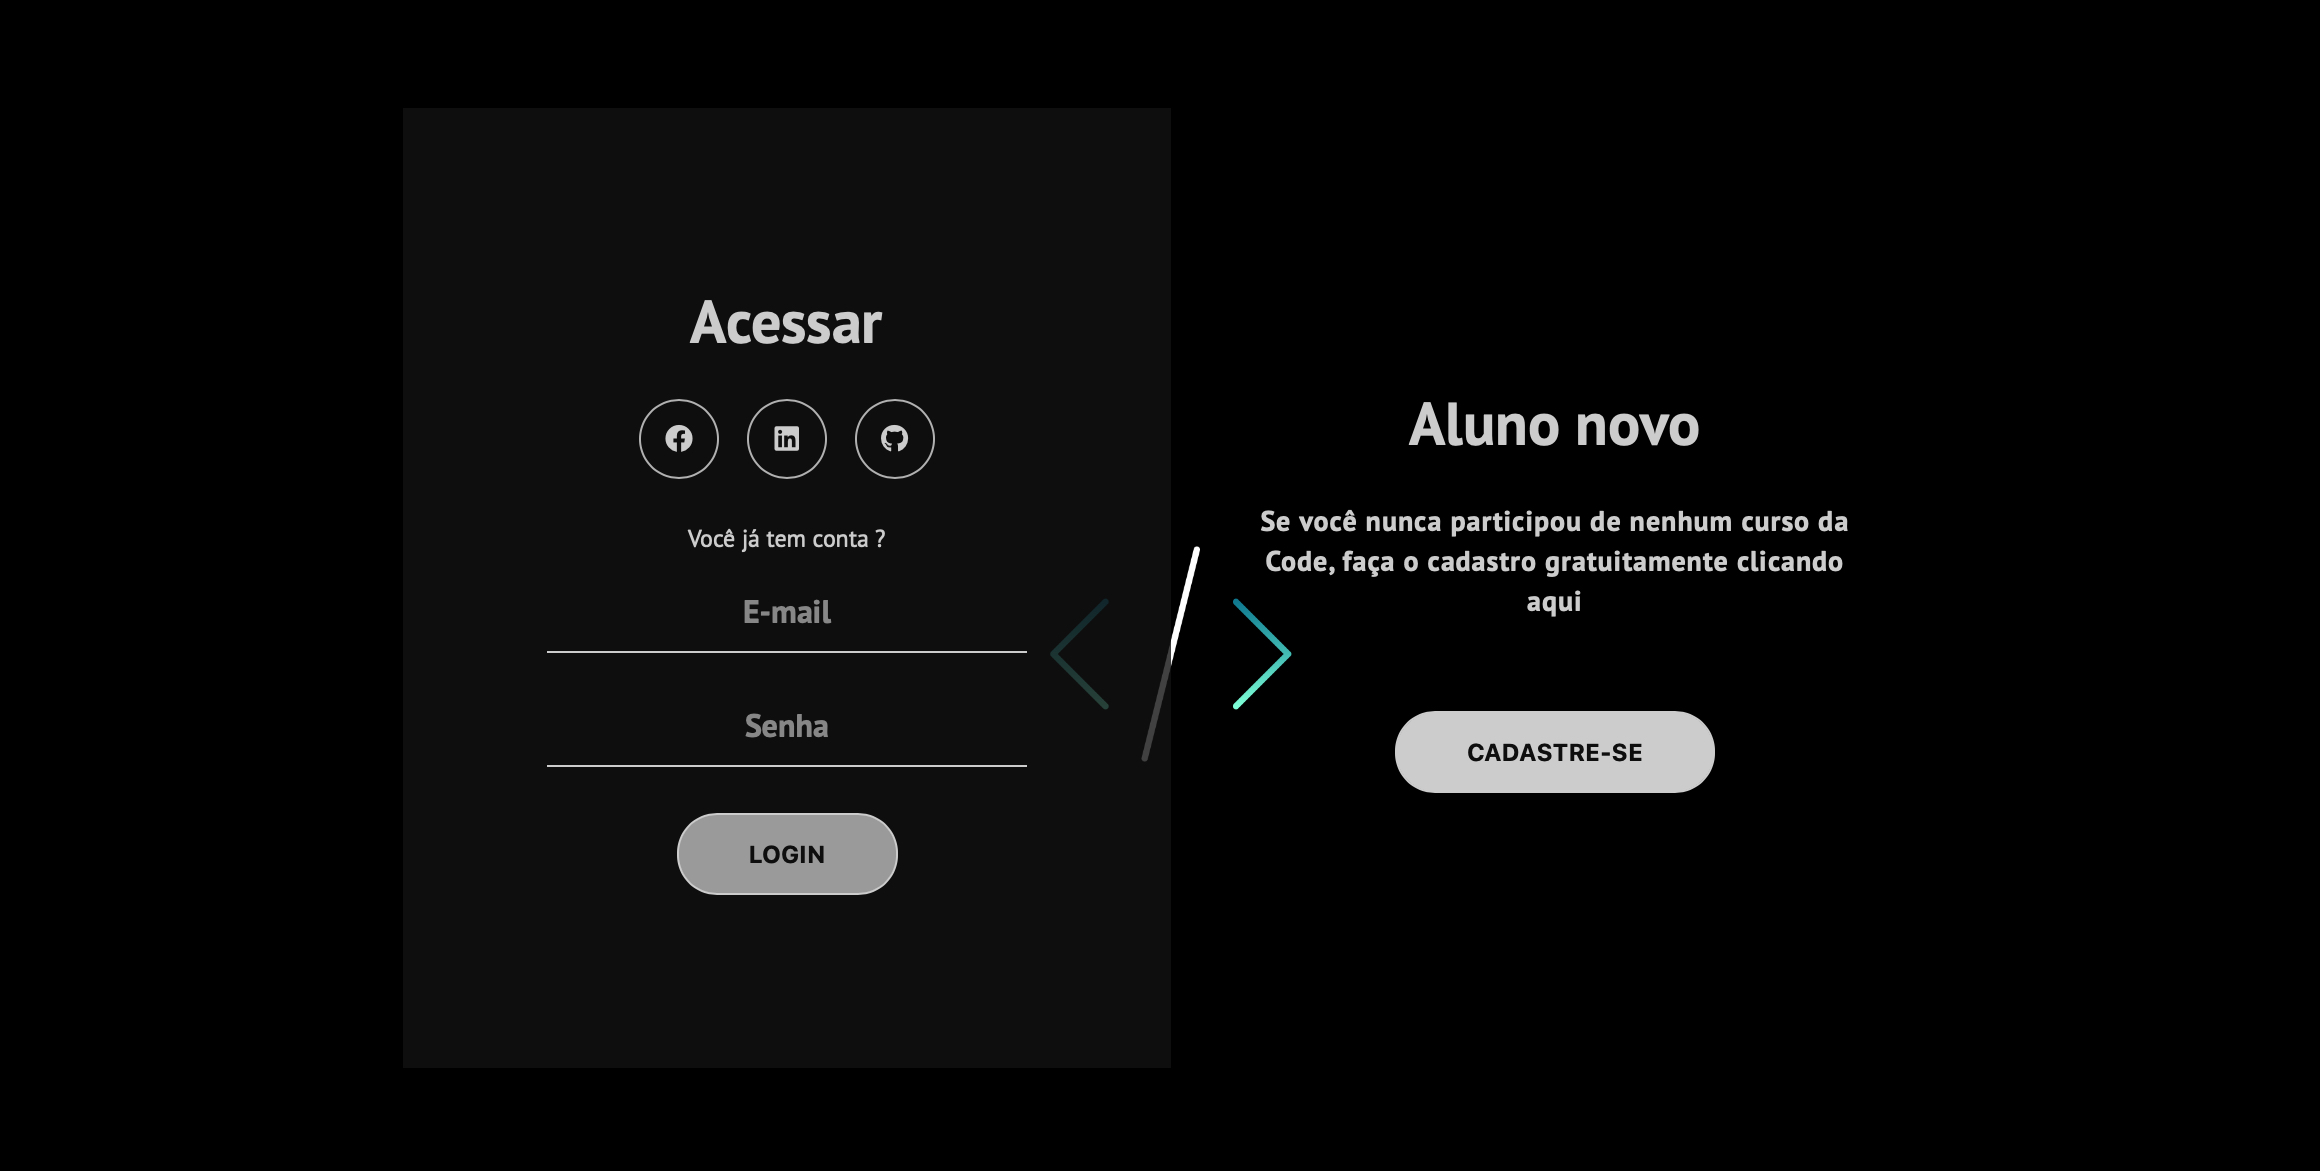 Acessar
Você já tem conta ?
E-mail
Senha
LOGIN
Aluno novo
Se você nunca participou de nenhum curso da
Code, faça o cadastro gratuitamente clicando
aqui
CADASTRE-SE